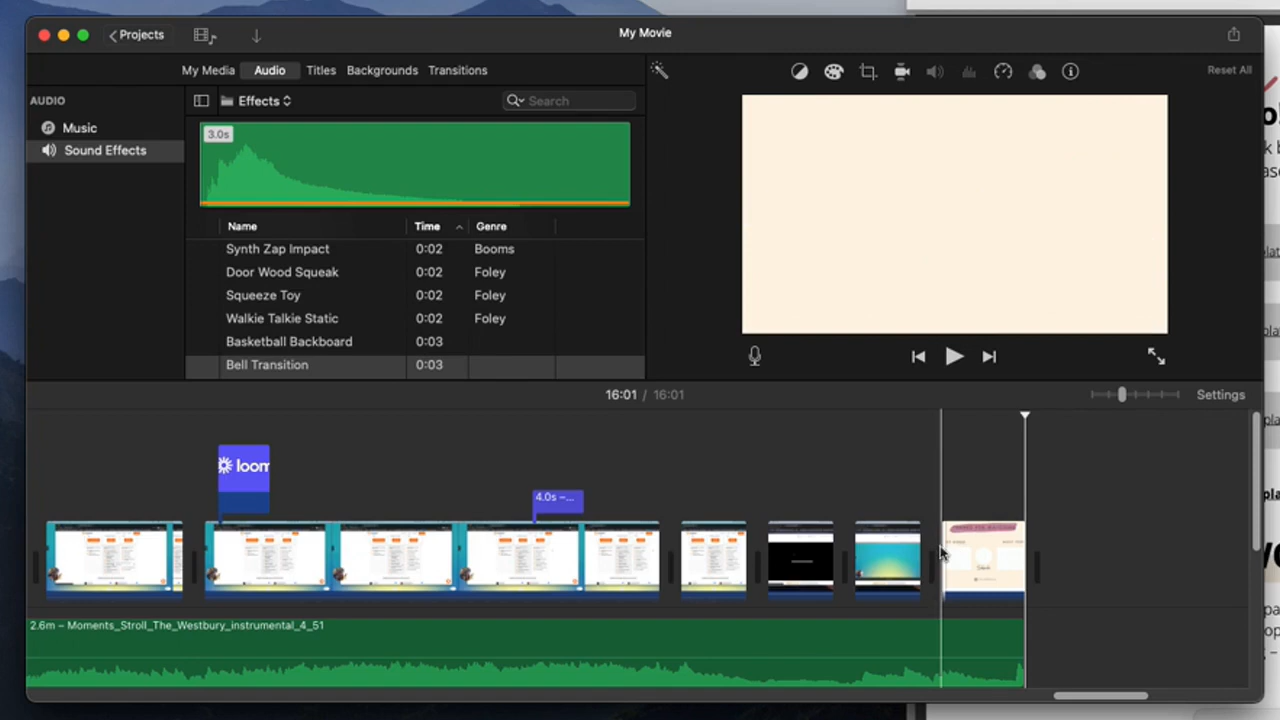 Projects
My Movie
My Media
Audio
Titles
Backgrounds
Transitions
Reset All
AUDIO
Effects
Search
Music
Sound Effects
3.0s
Name
Time
Genre
Synth Zap Impact
0:02
Booms
Door Wood Squeak
0:02
Foley
Squeeze Toy
0:02
Foley
Walkie Talkie Static
0:02
Foley
Basketball Backboard
0:03
Bell Transition
0:03
16:01 / 16:01
Settings
loom
4.0s –...
2.6m – Moments_Stroll_The_Westbury_instrumental_4_51